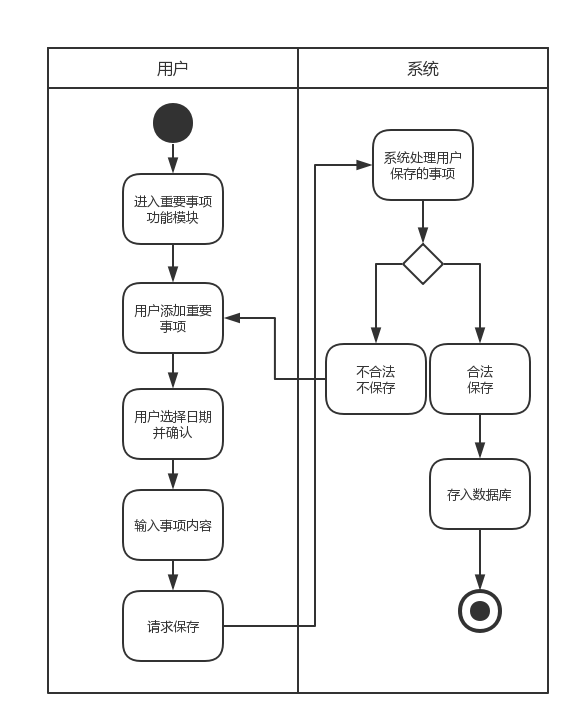 用户
系统
进入重要事项
功能模块
用户添加重要
事项
用户选择日期
并确认
输入事项内容
请求保存
系统处理用户
保存的事项
不合法
不保存
合法
保存
存入数据库